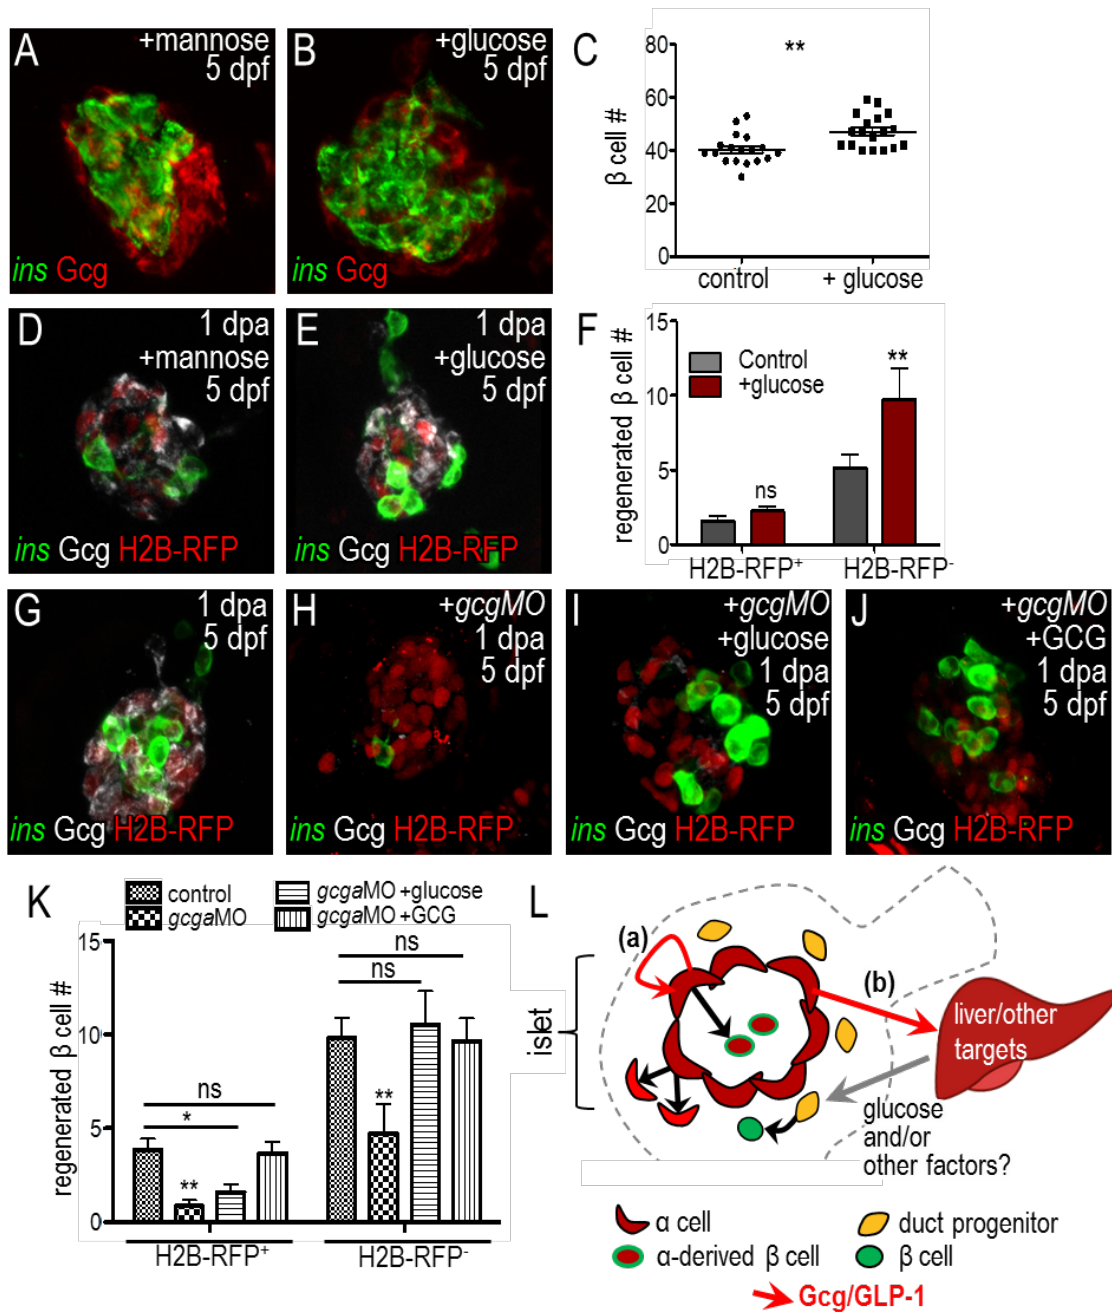 A
+mannose
5 dpf
ins Gcg
B
+glucose
5 dpf
ins Gcg
C
**
80
60
40
20
0
β cell #
control
+ glucose
D
1 dpa
+mannose
5 dpf
ins Gcg H2B-RFP
E
1 dpa
+glucose
5 dpf
ins Gcg H2B-RFP
F
15
10
5
0
regenerated β cell #
Control
+glucose
ns
**
H2B-RFP⁺
H2B-RFP⁻
G
1 dpa
5 dpf
ins Gcg H2B-RFP
H
+gcgMO
1 dpa
5 dpf
ins Gcg H2B-RFP
I
+gcgMO
+glucose
1 dpa
5 dpf
ins Gcg H2B-RFP
J
+gcgMO
+GCG
1 dpa
5 dpf
ins Gcg H2B-RFP
K
control
gcgaMO
gcgaMO +glucose
gcgaMO +GCG
15
10
5
0
regenerated β cell #
ns
*
**
ns
ns
**
H2B-RFP⁺
H2B-RFP⁻
L
(a)
(b)
islet
liver/other
targets
glucose
and/or
other factors?
α cell
duct progenitor
α-derived β cell
β cell
Gcg/GLP-1